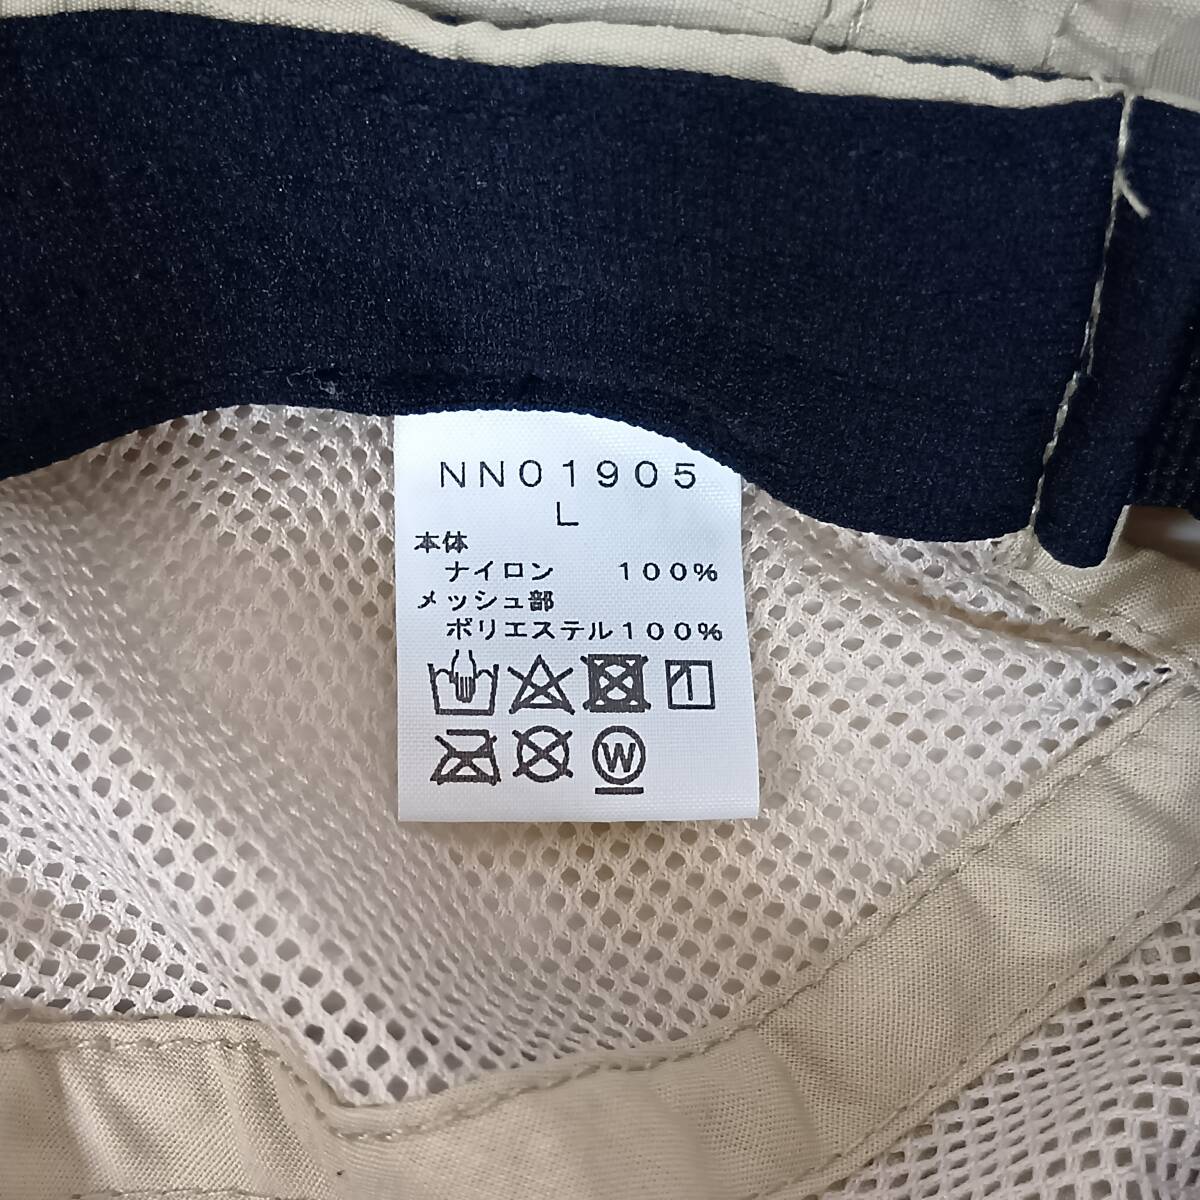 NN01905
L
本体
ナイロン 100%
メッシュ部
ポリエステル100%
W